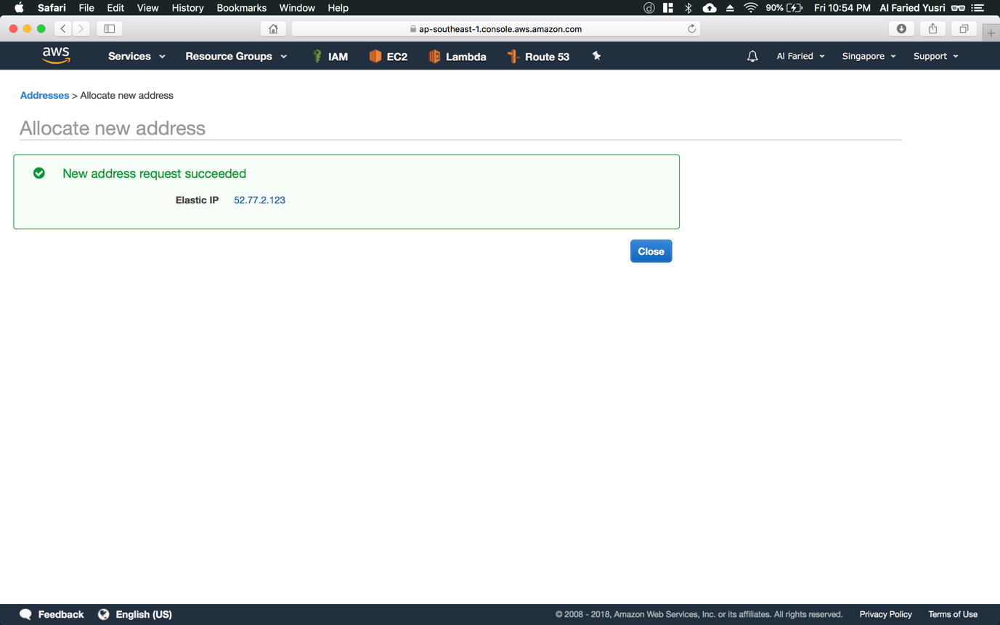 Safari File Edit View History Bookmarks Window Help 90% Fri 10:54 PM Al Faried Yusri
ap-southeast-1.console.aws.amazon.com
aws Services Resource Groups IAM EC2 Lambda Route 53 Al Faried Singapore Support
Addresses > Allocate new address
Allocate new address
New address request succeeded
Elastic IP 52.77.2.123
Close
Feedback English (US) © 2008 - 2018, Amazon Web Services, Inc. or its affiliates. All rights reserved. Privacy Policy Terms of Use